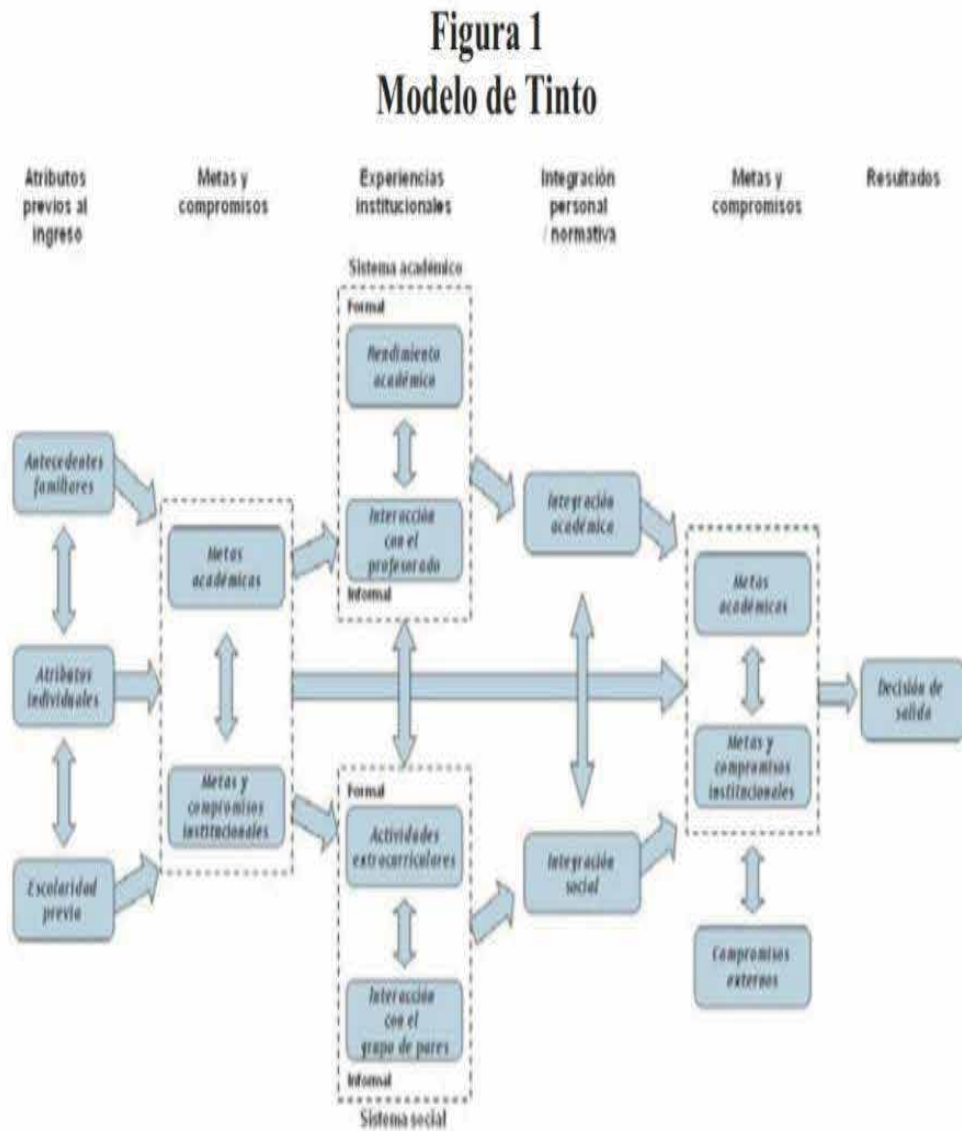 Figura 1
Modelo de Tinto
Atributos
previos al
ingreso
Metas y
compromisos
Experiencias
institucionales
Integración
personal
/ normativa
Metas y
compromisos
Resultados
Sistema académico
Formal
Rendimiento
académico
Interacción
con el
profesorado
Informal
Antecedentes
familiares
Atributos
individuales
Escolaridad
previa
Metas
académicas
Metas y
compromisos
institucionales
Formal
Actividades
extracurriculares
Interacción
con el
grupo de pares
Informal
Sistema social
Integración
académica
Integración
social
Metas
académicas
Metas y
compromisos
institucionales
Compromisos
externos
Decisión de
salida